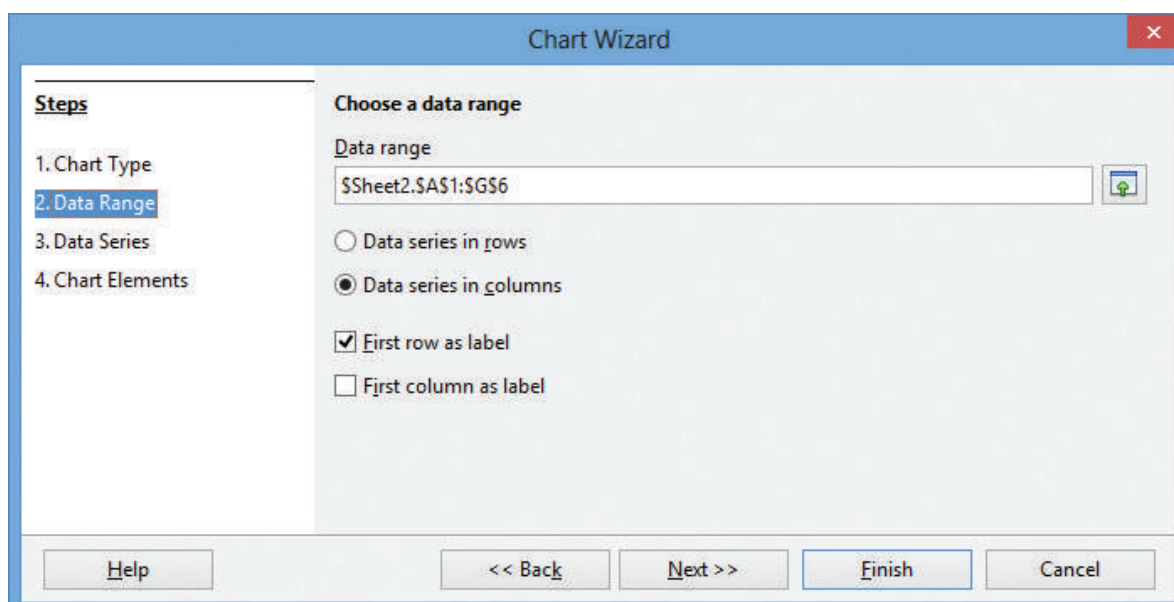 Chart Wizard
Steps
1. Chart Type
2. Data Range
3. Data Series
4. Chart Elements
Choose a data range
Data range
$Sheet2.$A$1:$G$6
Data series in rows
Data series in columns
First row as label
First column as label
Help
<< Back
Next >>
Finish
Cancel